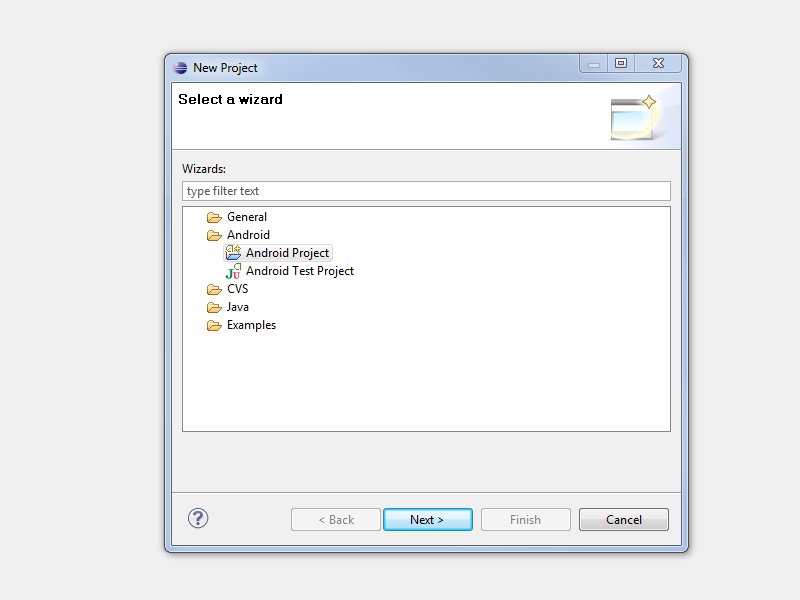 New Project
Select a wizard
Wizards:
type filter text
General
Android
Android Project
Android Test Project
CVS
Java
Examples
< Back Next > Finish Cancel